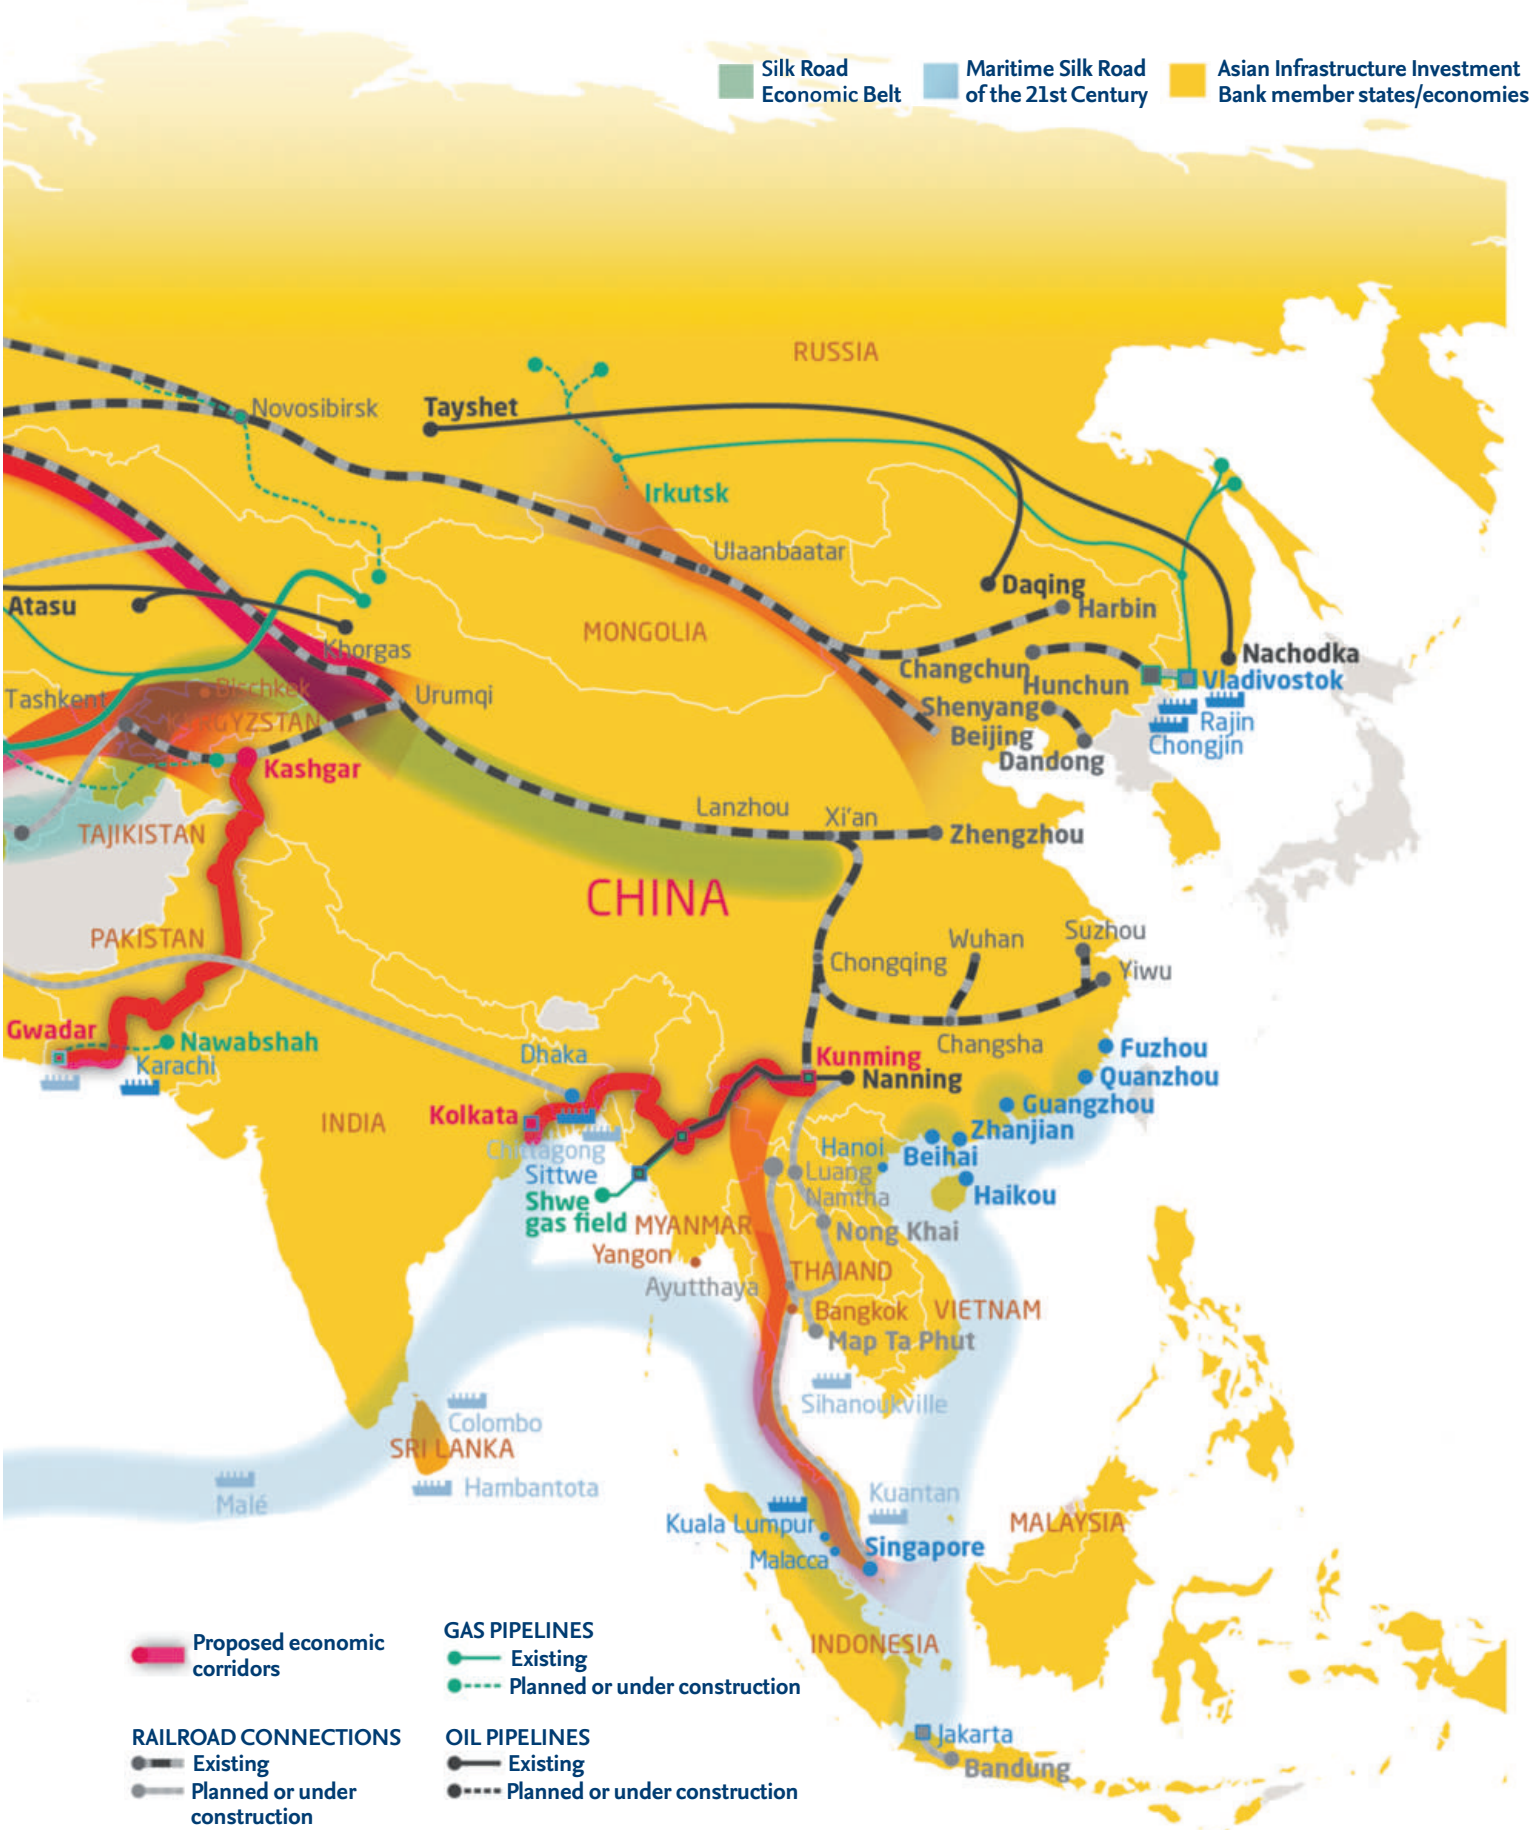 Silk Road
Economic Belt
Maritime Silk Road
of the 21st Century
Asian Infrastructure Investment
Bank member states/economies
RUSSIA
Novosibirsk
Tayshet
Irkutsk
Ulaanbaatar
Daqing
Atasu
Harbin
MONGOLIA
Khorgas
Nachodka
Changchun
Hunchun
Vladivostok
Bischkek
Tashkent
Urumqi
KYRGYZSTAN
Shenyang
Rajin
Beijing
Chongjin
Dandong
Kashgar
Lanzhou
Xi'an
TAJIKISTAN
Zhengzhou
CHINA
PAKISTAN
Wuhan
Suzhou
Chongqing
Yiwu
Gwadar
Nawabshah
Karachi
Dhaka
Changsha
Kunming
Fuzhou
Nanning
Quanzhou
Kolkata
Guangzhou
INDIA
Zhanjian
Chittagong
Hanoi
Beihai
Sittwe
Luang
Namtha
Haikou
Shwe
gas field
MYANMAR
Nong Khai
Yangon
THAIAND
Ayutthaya
Bangkok
VIETNAM
Map Ta Phut
Sihanoukville
Colombo
SRI LANKA
Hambantota
Malé
Kuantan
Kuala Lumpur
MALAYSIA
Singapore
Malacca
INDONESIA
Jakarta
Bandung
Proposed economic
corridors
GAS PIPELINES
Existing
Planned or under construction
RAILROAD CONNECTIONS
Existing
Planned or under
construction
OIL PIPELINES
Existing
Planned or under construction